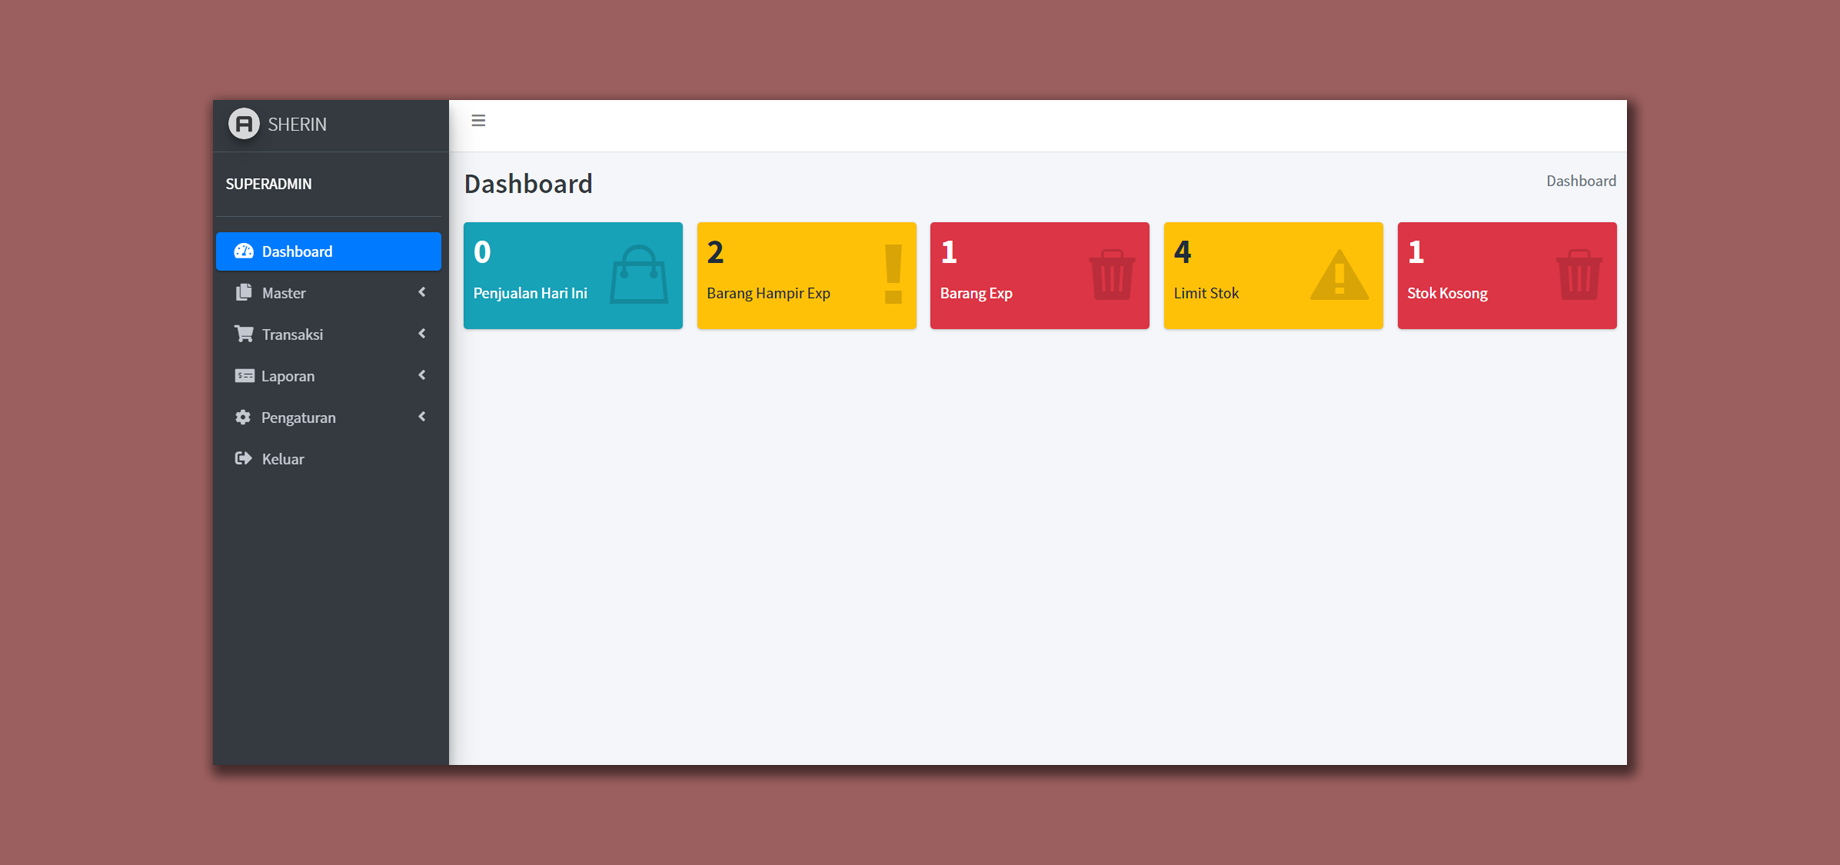 SHERIN
SUPERADMIN
Dashboard
Master
Transaksi
Laporan
Pengaturan
Keluar
Dashboard
Dashboard
0
Penjualan Hari Ini
2
Barang Hampir Exp
1
Barang Exp
4
Limit Stok
1
Stok Kosong